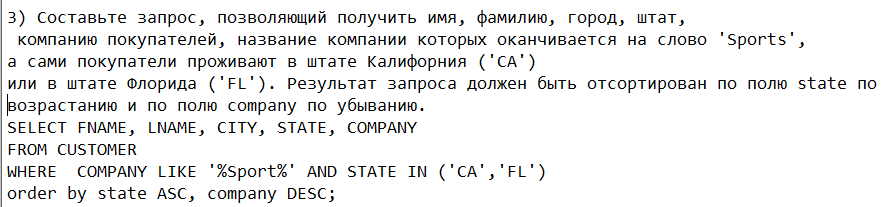 3) Составьте запрос, позволяющий получить имя, фамилию, город, штат,
компанию покупателей, название компании которых оканчивается на слово 'Sports',
а сами покупатели проживают в штате Калифорния ('CA')
или в штате Флорида ('FL'). Результат запроса должен быть отсортирован по полю state по
возрастанию и по полю company по убыванию.
SELECT FNAME, LNAME, CITY, STATE, COMPANY
FROM CUSTOMER
WHERE  COMPANY LIKE '%Sport%' AND STATE IN ('CA','FL')
order by state ASC, company DESC;